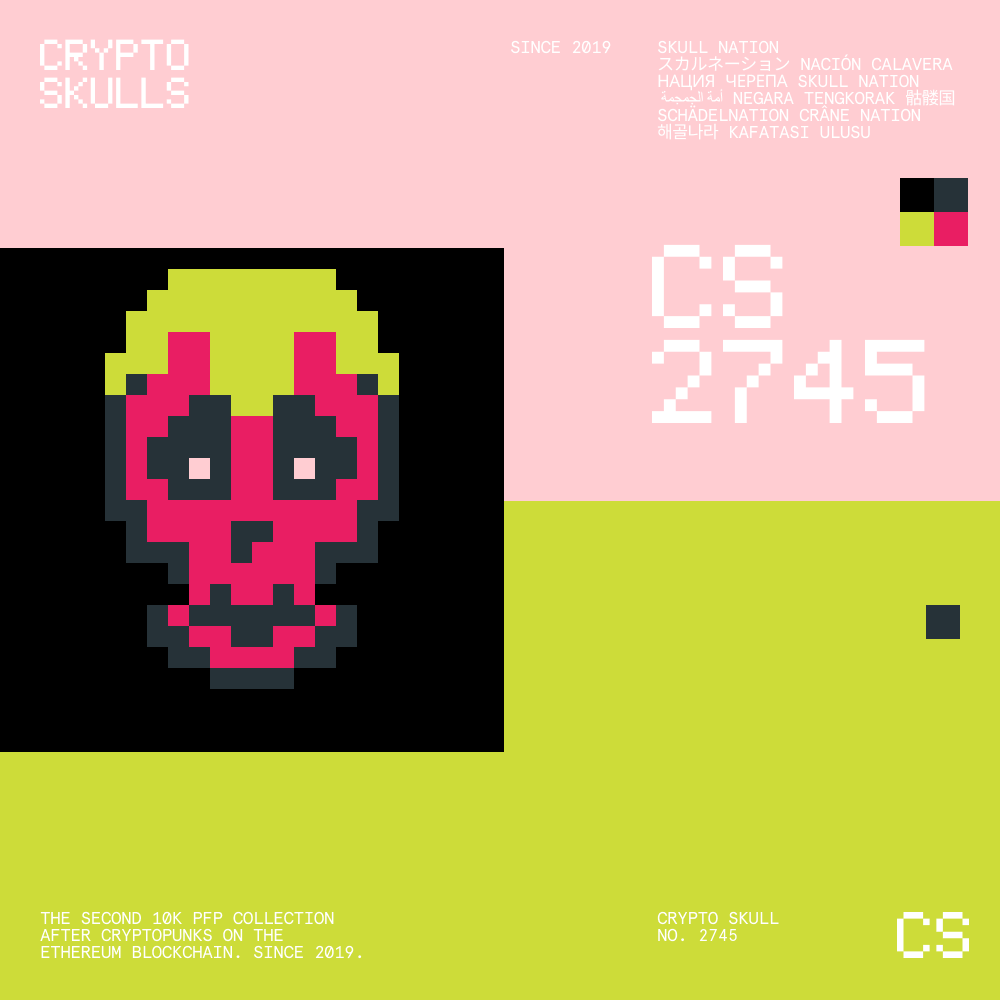 CRYPTO
SKULLS
SINCE 2019
SKULL NATION
スカルネーション NACIÓN CALAVERA
НАЦИЯ ЧЕРЕПА SKULL NATION
أمة الجمجمة NEGARA TENGKORAK 骷髅国
SCHÄDELNATION CRÂNE NATION
해골나라 KAFATASI ULUSU
CS
2745
THE SECOND 10K PFP COLLECTION
AFTER CRYPTOPUNKS ON THE
ETHEREUM BLOCKCHAIN. SINCE 2019.
CRYPTO SKULL
NO. 2745
CS